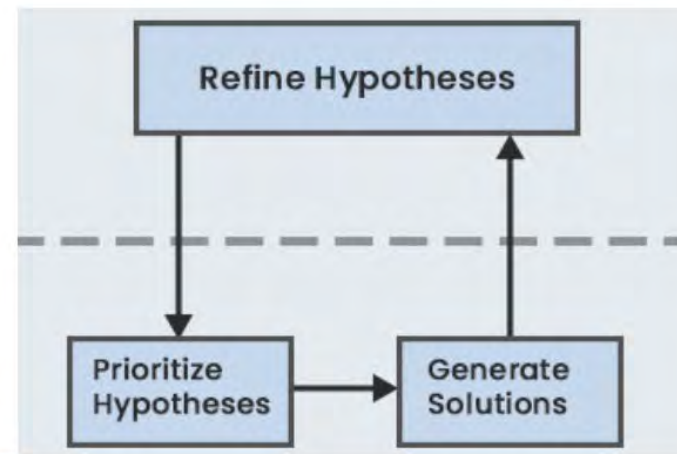 Refine Hypotheses
Prioritize
Hypotheses
Generate
Solutions